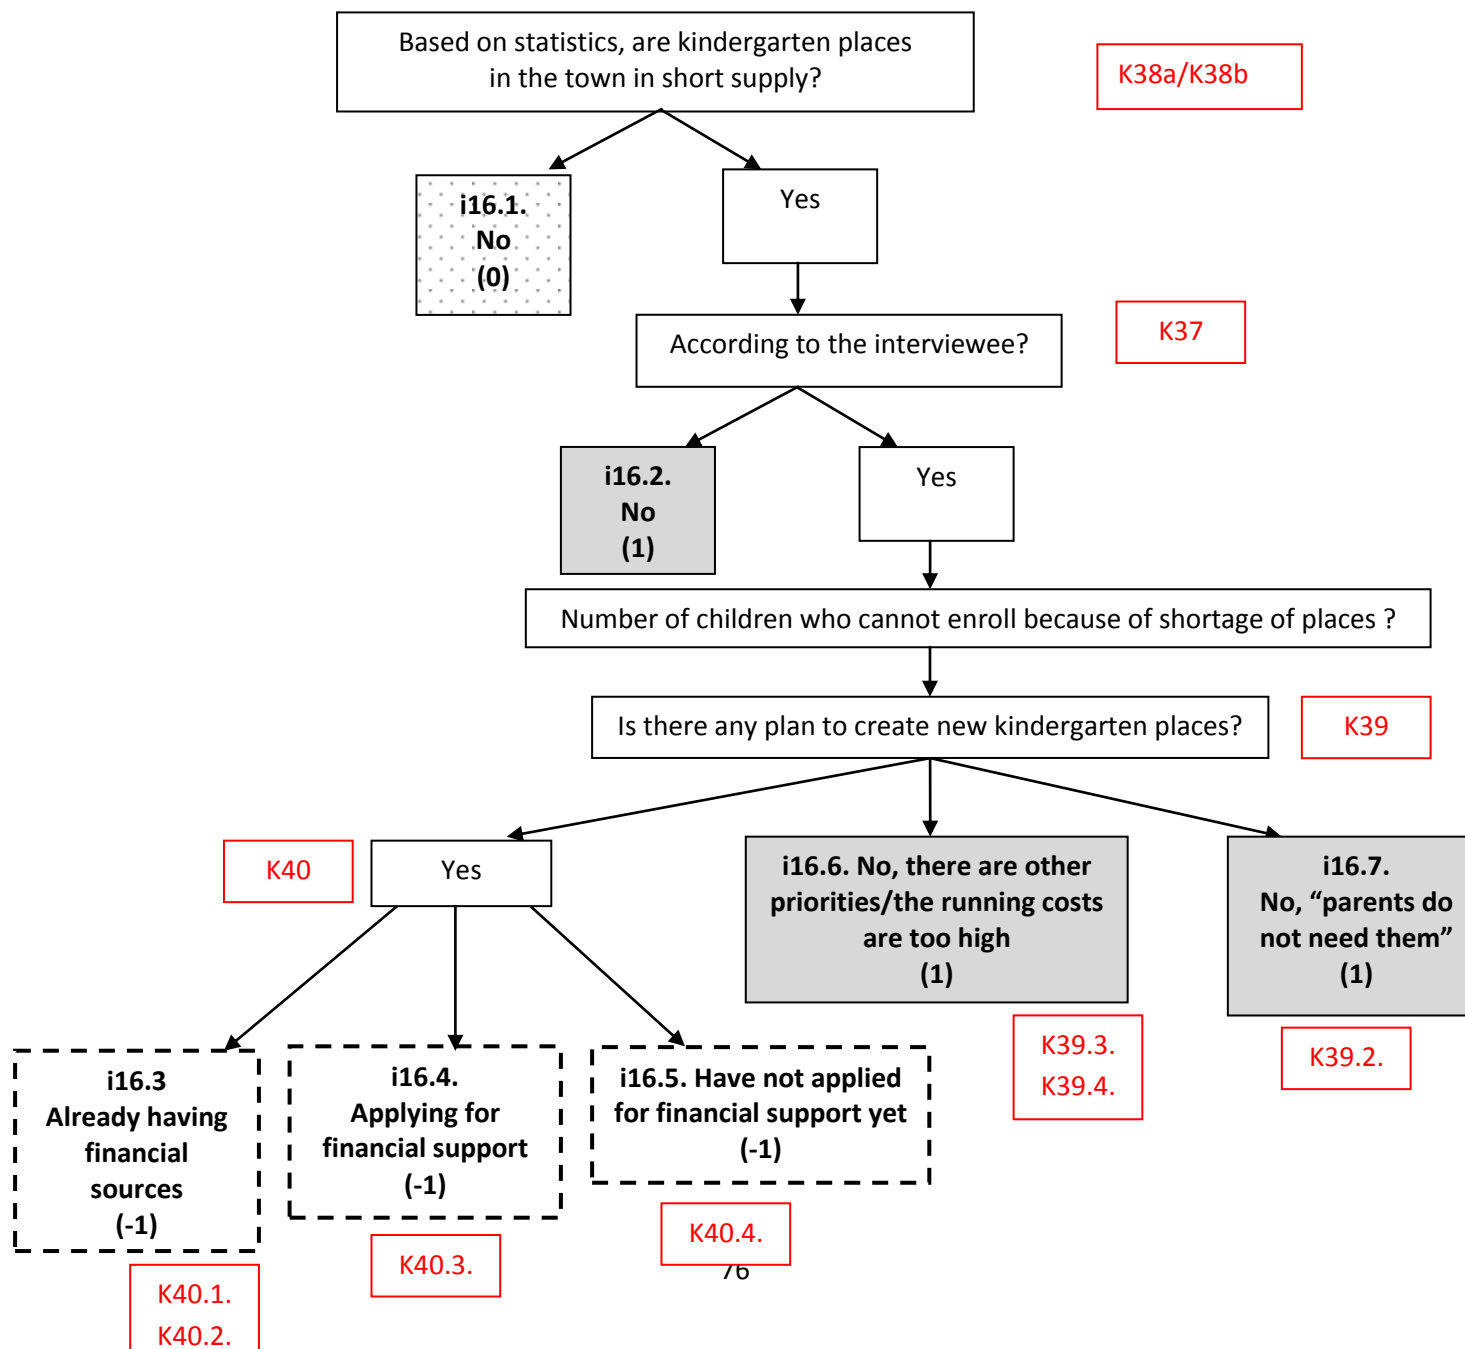 Based on statistics, are kindergarten places
in the town in short supply?
K38a/K38b
i16.1.
No
(0)
Yes
According to the interviewee?
K37
i16.2.
No
(1)
Yes
Number of children who cannot enroll because of shortage of places ?
Is there any plan to create new kindergarten places?
K39
K40
Yes
i16.6. No, there are other
priorities/the running costs
are too high
(1)
i16.7.
No, “parents do
not need them”
(1)
K39.3.
K39.4.
K39.2.
i16.3
Already having
financial
sources
(-1)
i16.4.
Applying for
financial support
(-1)
i16.5. Have not applied
for financial support yet
(-1)
K40.1.
K40.2.
K40.3.
K40.4.
76